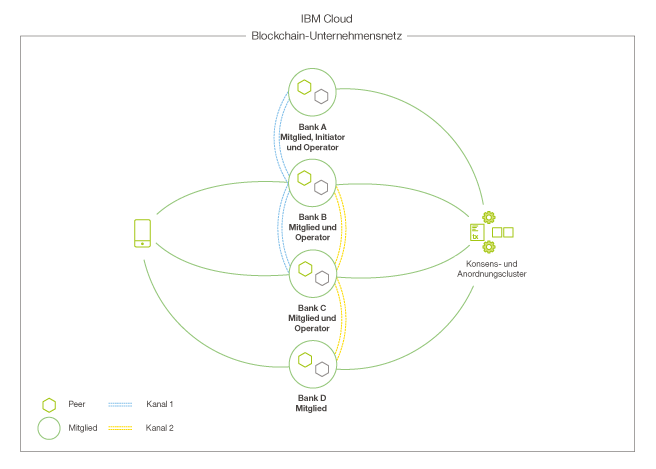 IBM Cloud
Blockchain-Unternehmensnetz
Bank A
Mitglied, Initiator
und Operator
Bank B
Mitglied und
Operator
tx
Konsens- und
Anordnungscluster
Bank C
Mitglied und
Operator
Bank D
Mitglied
Peer
Kanal 1
Mitglied
Kanal 2